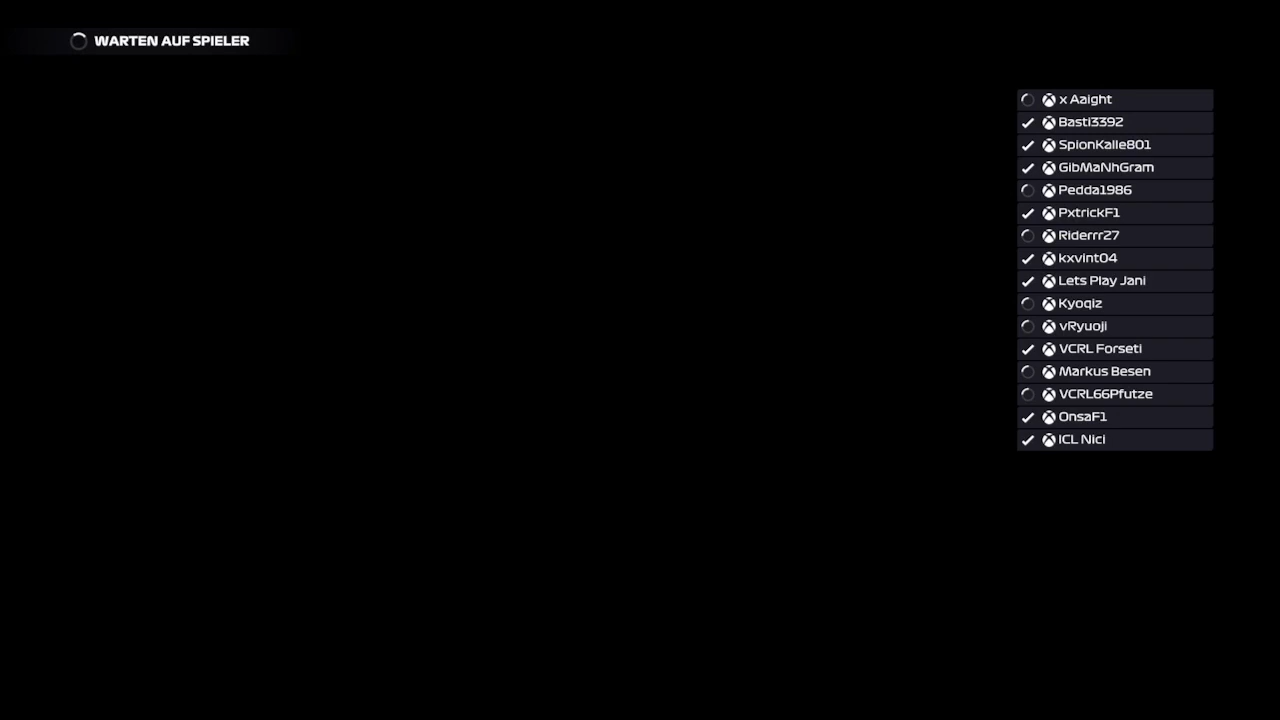 WARTEN AUF SPIELER
x Aaight
Basti3392
SpionKalle801
GibMaNhGram
Pedda1986
PxtrickF1
Riderrr27
kxvint04
Lets Play Jani
Kyoqiz
vRyuoji
VCRL Forseti
Markus Besen
VCRL66Pfutze
OnsaF1
ICL Nici